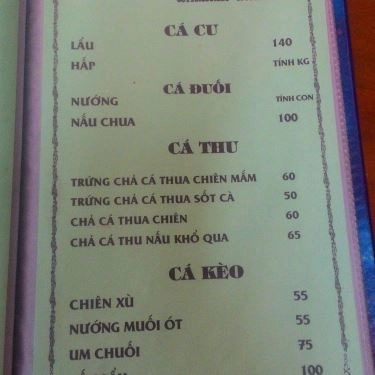 CÁ CU
LẨU 140
HẤP TÍNH KG
CÁ ĐUỐI
NƯỚNG TÍNH CON
NẤU CHUA 100
CÁ THU
TRỨNG CHẢ CÁ THUA CHIÊN MẮM 60
TRỨNG CHẢ CÁ THUA SỐT CÀ 50
CHẢ CÁ THUA CHIÊN 60
CHẢ CÁ THU NẤU KHỔ QUA 65
CÁ KÈO
CHIÊN XÙ 55
NƯỚNG MUỐI ÓT 55
UM CHUỐI 75
100